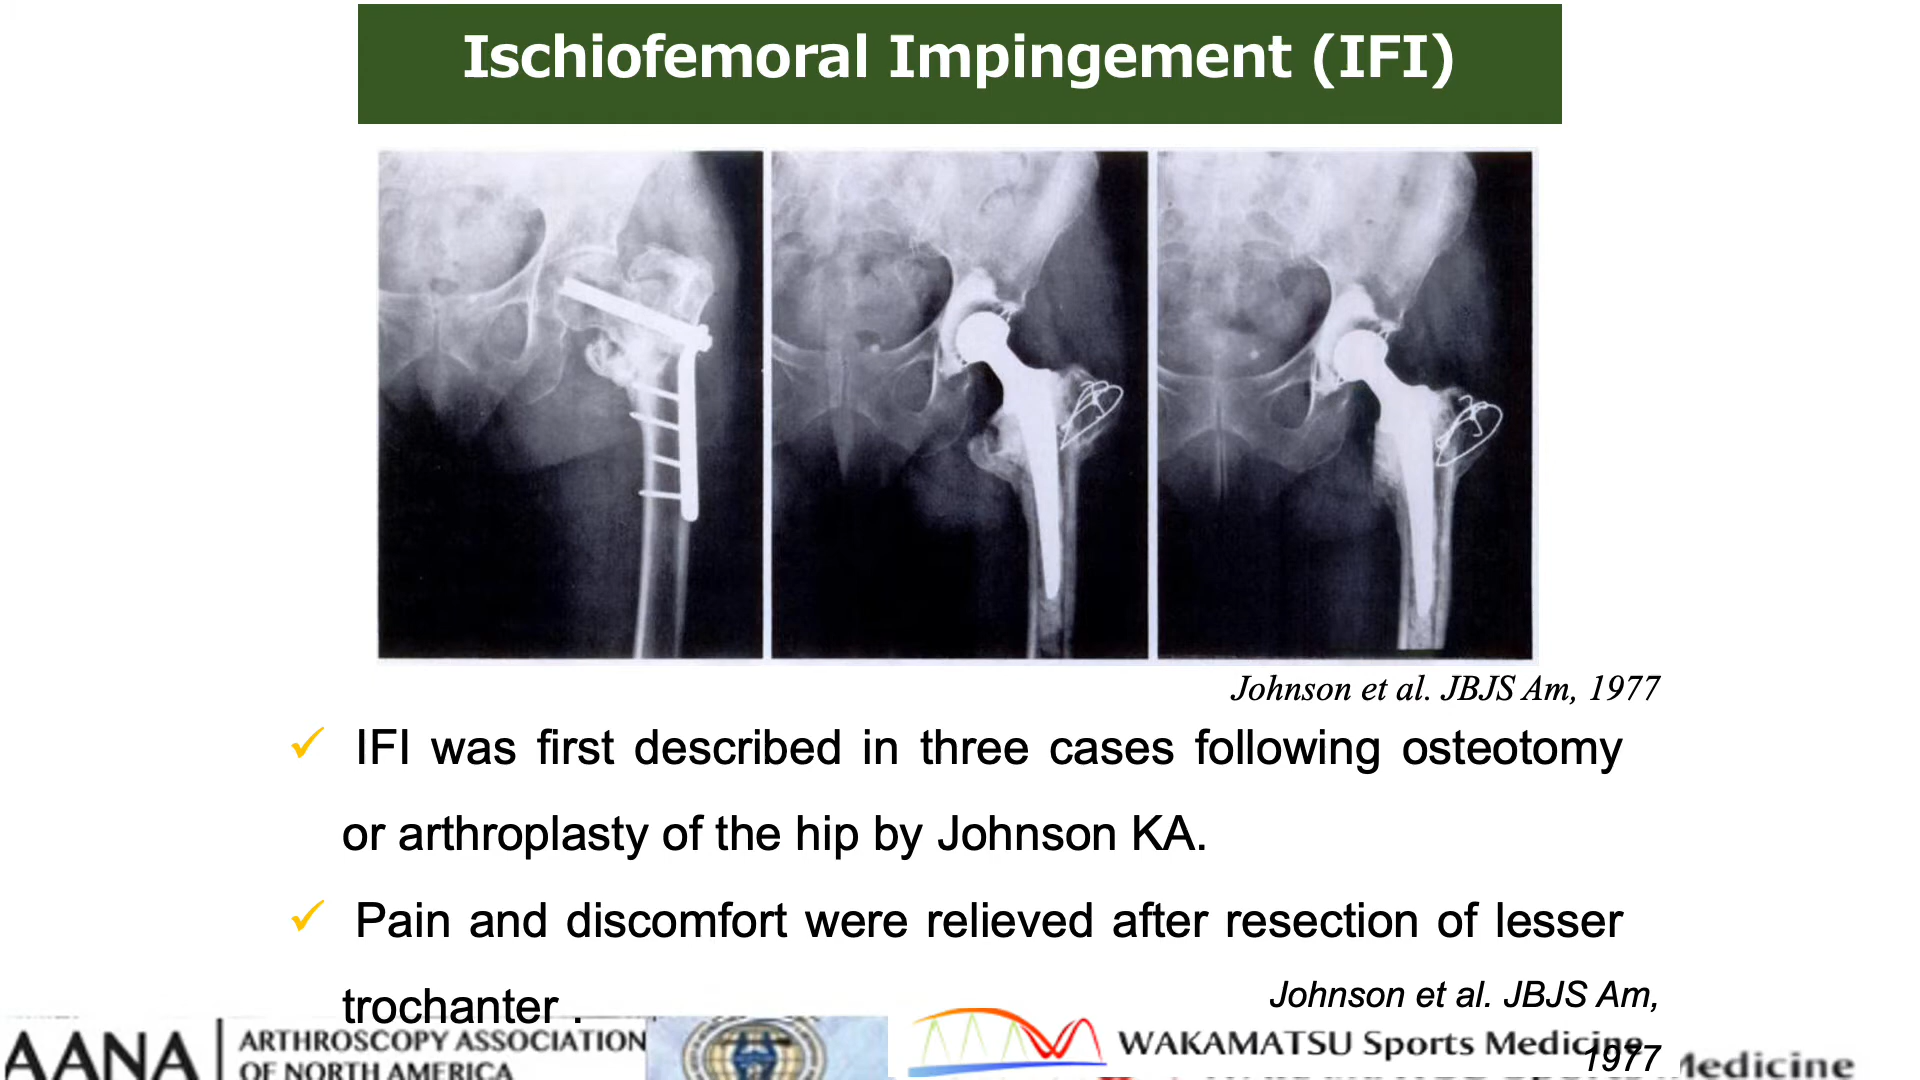 Ischiofemoral Impingement (IFI)
Johnson et al. JBJS Am, 1977
✓ IFI was first described in three cases following osteotomy
or arthroplasty of the hip by Johnson KA.
✓ Pain and discomfort were relieved after resection of lesser
trochanter .
Johnson et al. JBJS Am,
1977
AANA
ARTHROSCOPY ASSOCIATION
OF NORTH AMERICA
WAKAMATSU Sports Medicine
Medicine